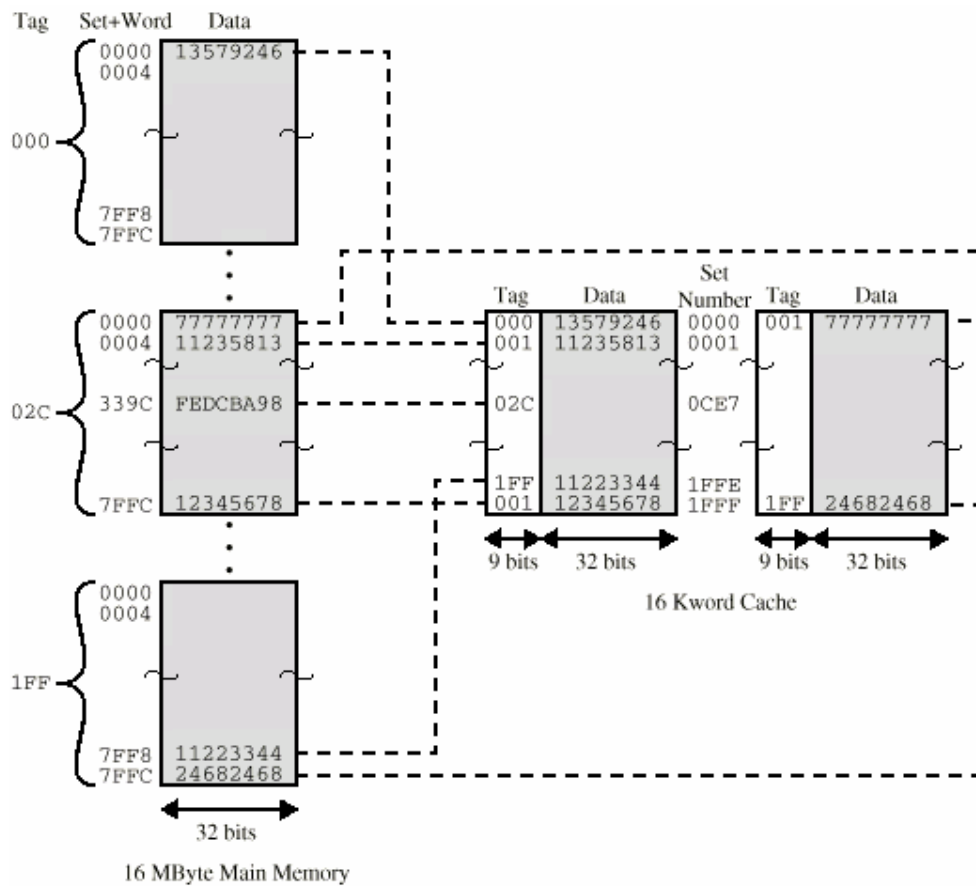 Tag Set+Word Data
0000 13579246
0004
000
7FF8
7FFC
0000 77777777
0004 11235813
02C
339C FEDCBA98
7FFC 12345678
0000
0004
1FF
7FF8 11223344
7FFC 24682468
32 bits
16 MByte Main Memory
Tag Data Set Number Tag Data
000 13579246 0000 001 77777777
001 11235813 0001
02C 0CE7
1FF 11223344 1FFE
001 12345678 1FFF 1FF 24682468
9 bits 32 bits 9 bits 32 bits
16 Kword Cache